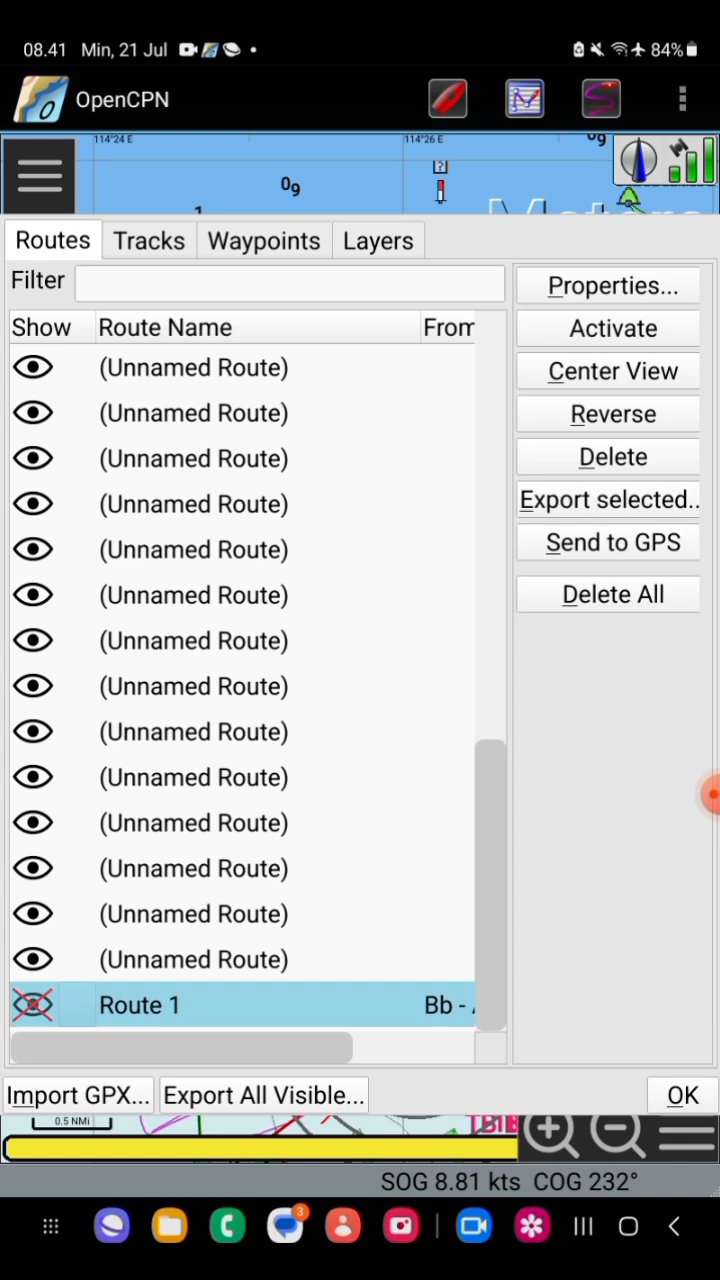 08.41 Min, 21 Jul
84%
OpenCPN
114°24 E
114°26 E
09
09
?
1
Routes
Tracks
Waypoints
Layers
Filter
Properties...
Show
Route Name
From
Activate
(Unnamed Route)
Center View
(Unnamed Route)
Reverse
(Unnamed Route)
Delete
(Unnamed Route)
Export selected..
(Unnamed Route)
Send to GPS
(Unnamed Route)
Delete All
(Unnamed Route)
(Unnamed Route)
(Unnamed Route)
(Unnamed Route)
(Unnamed Route)
(Unnamed Route)
(Unnamed Route)
(Unnamed Route)
Route 1
Bb -
Import GPX...
Export All Visible...
OK
0.5 NMi
SOG 8.81 kts COG 232°
3